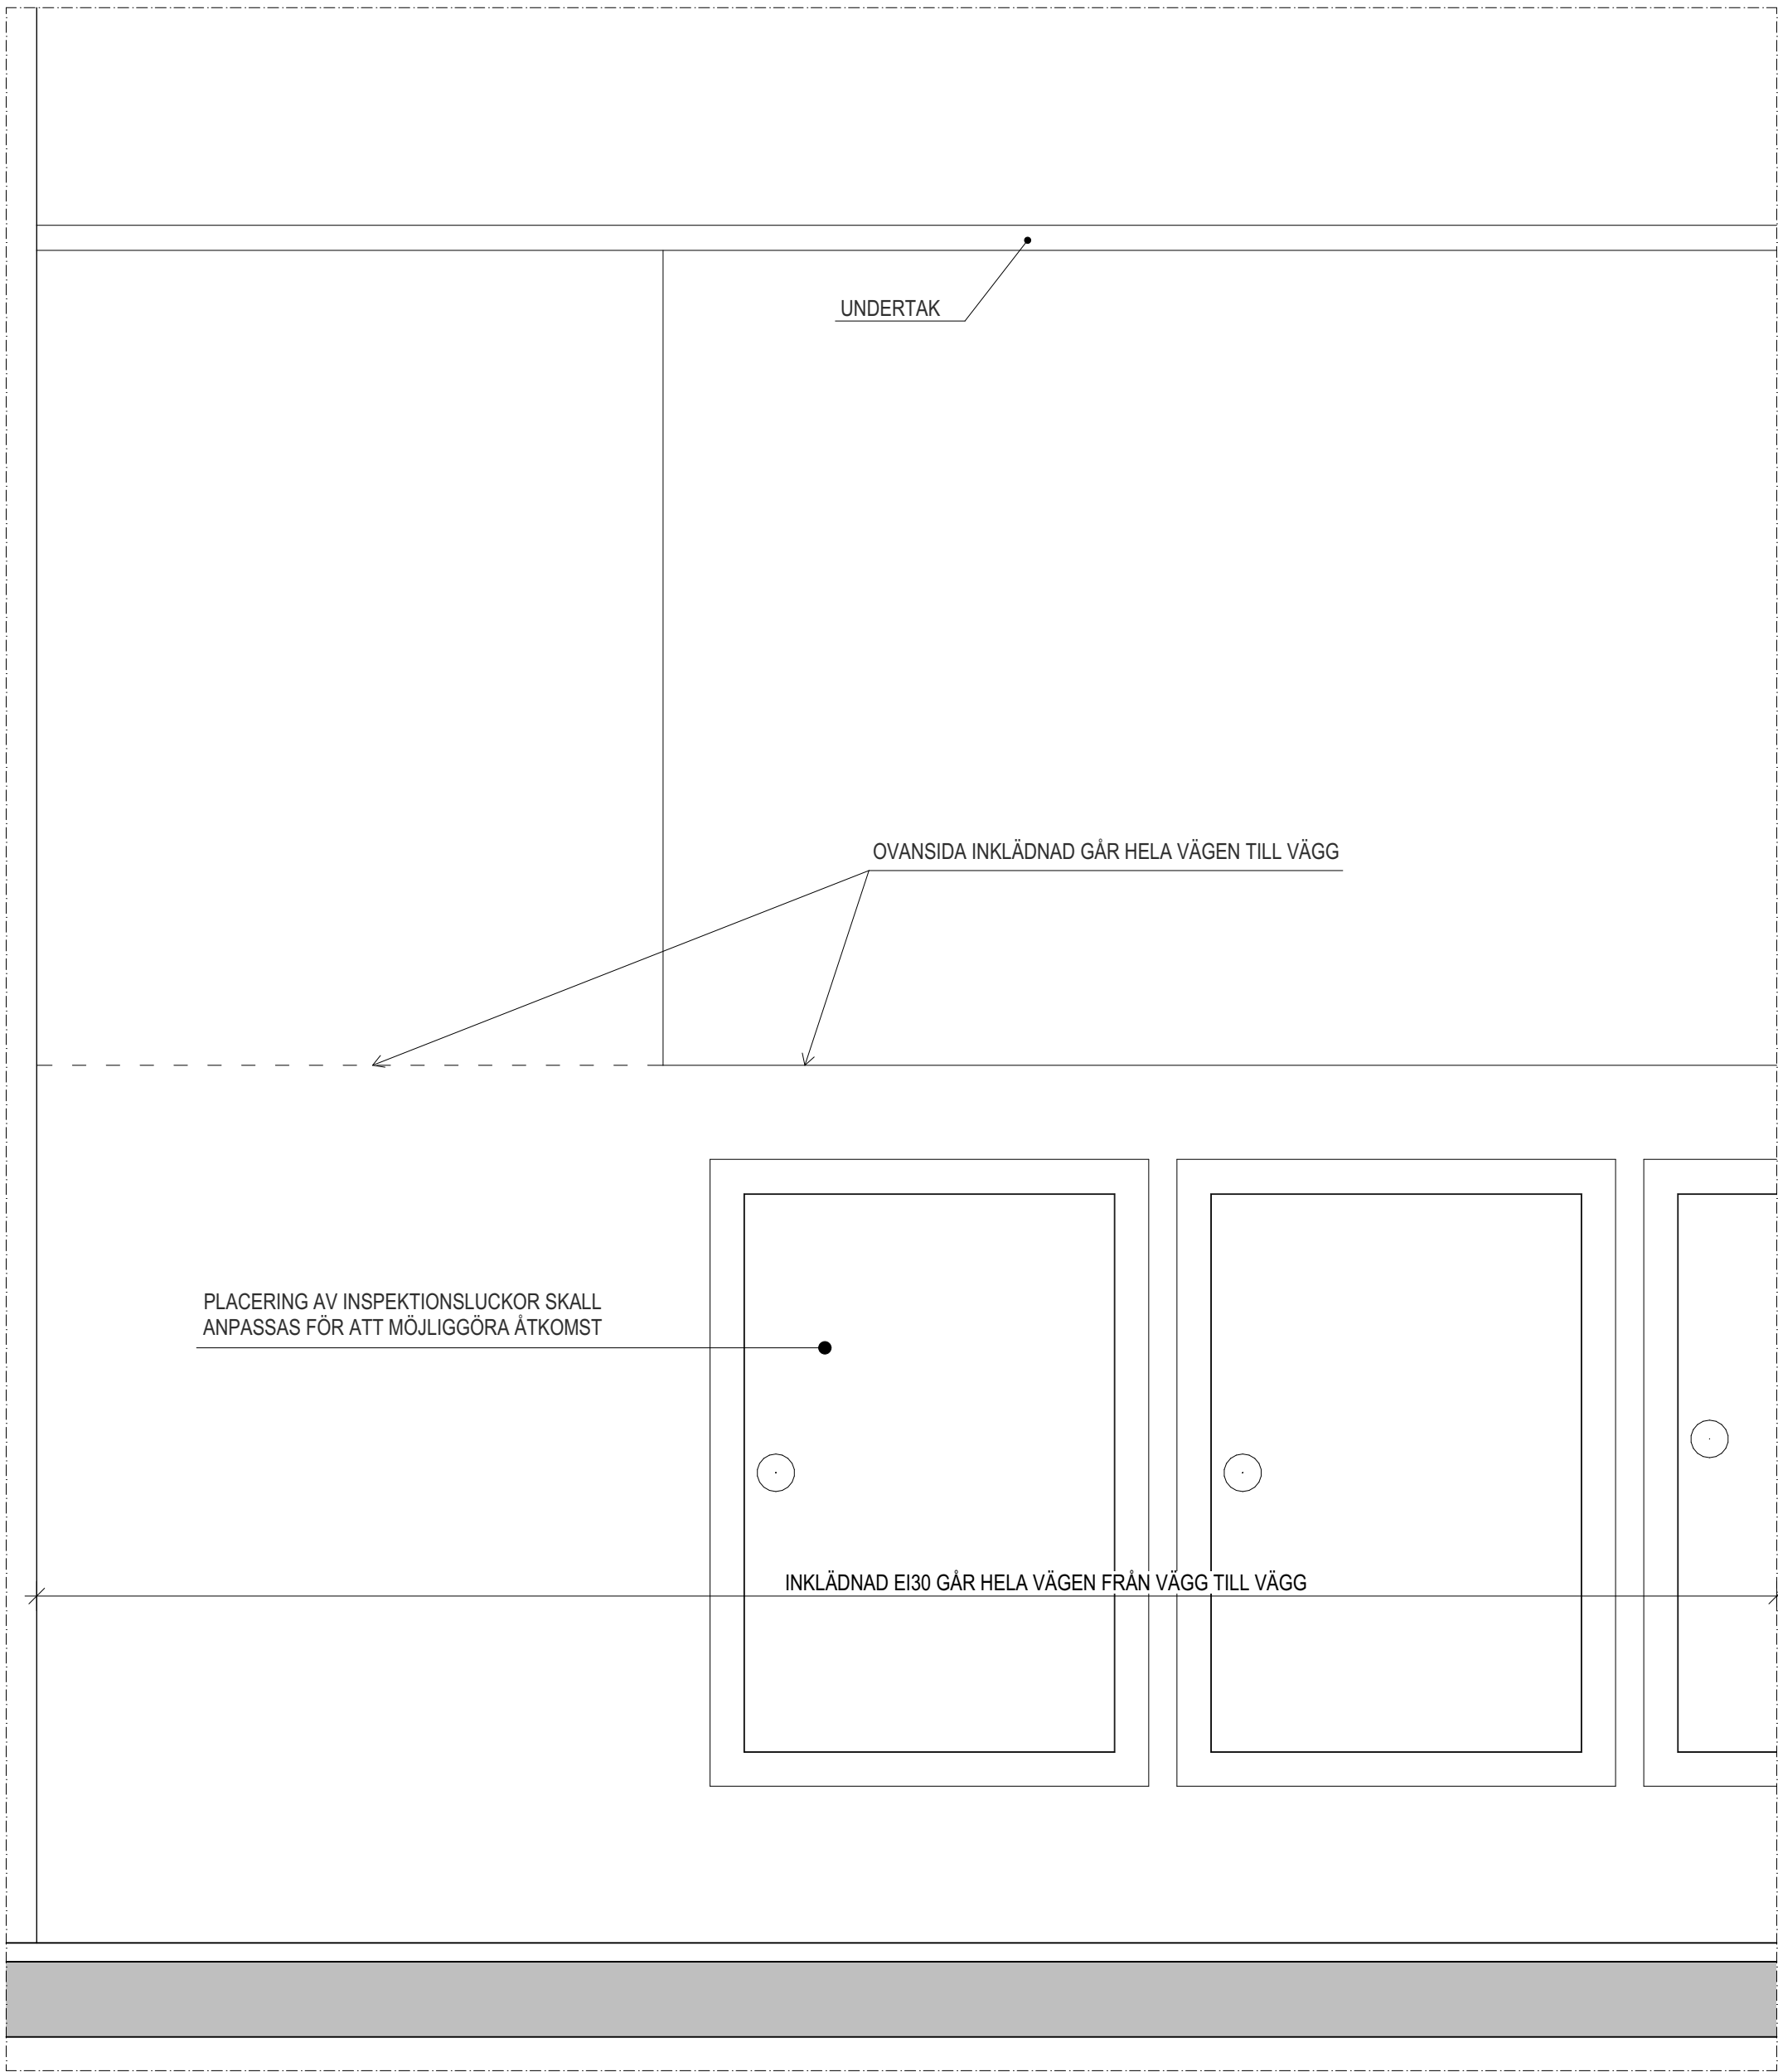 UNDERTAK
OVANSIDA INKLÄDNAD GÅR HELA VÄGEN TILL VÄGG
PLACERING AV INSPEKTIONSLUCKOR SKALL
ANPASSAS FÖR ATT MÖJLIGGÖRA ÅTKOMST
INKLÄDNAD EI30 GÅR HELA VÄGEN FRÅN VÄGG TILL VÄGG